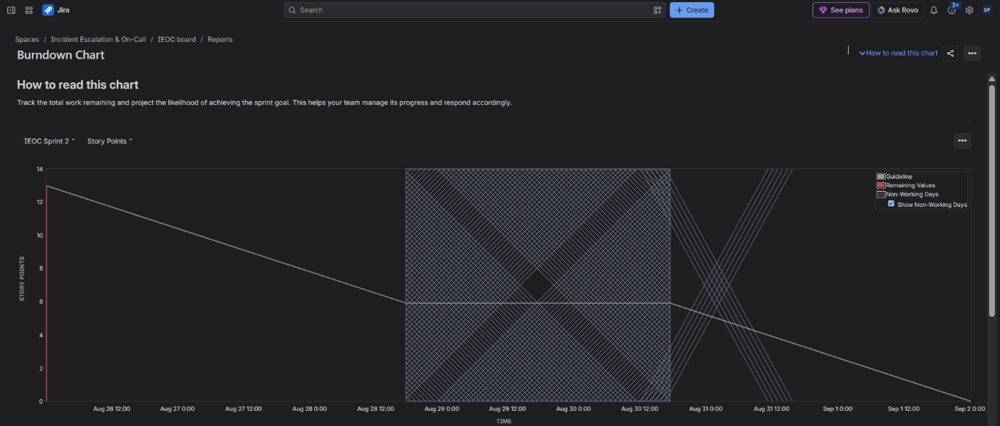 Jira
Search
Create
See plans
Ask Rovo
3+
SP
Spaces / Incident Escalation & On-Call / IEOC board / Reports
Burndown Chart
How to read this chart
How to read this chart
Track the total work remaining and project the likelihood of achieving the sprint goal. This helps your team manage its progress and respond accordingly.
IEOC Sprint 2
Story Points
Guideline
Remaining Values
Non-Working Days
Show Non-Working Days
STORY POINTS
14
12
10
8
6
4
2
0
Aug 26 12:00
Aug 27 0:00
Aug 27 12:00
Aug 28 0:00
Aug 28 12:00
Aug 29 0:00
Aug 29 12:00
Aug 30 0:00
Aug 30 12:00
Aug 31 0:00
Aug 31 12:00
Sep 1 0:00
Sep 1 12:00
Sep 2 0:00
TIME